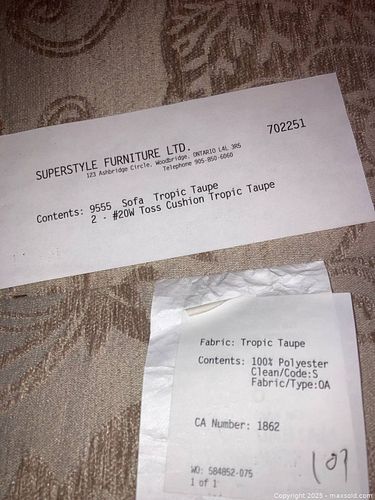 702251
SUPERSTYLE FURNITURE LTD.
123 Ashbridge Circle, Woodbridge, ONTARIO L4L 3R5
Telephone 905-850-6060
Contents: 9555 Sofa Tropic Taupe
2 - #20W Toss Cushion Tropic Taupe
Fabric: Tropic Taupe
Contents: 100% Polyester
Clean/Code:S
Fabric/Type:OA
CA Number: 1862
WO: 584852-075
1 of 1
107
Copyright 2025 - maxsold.com